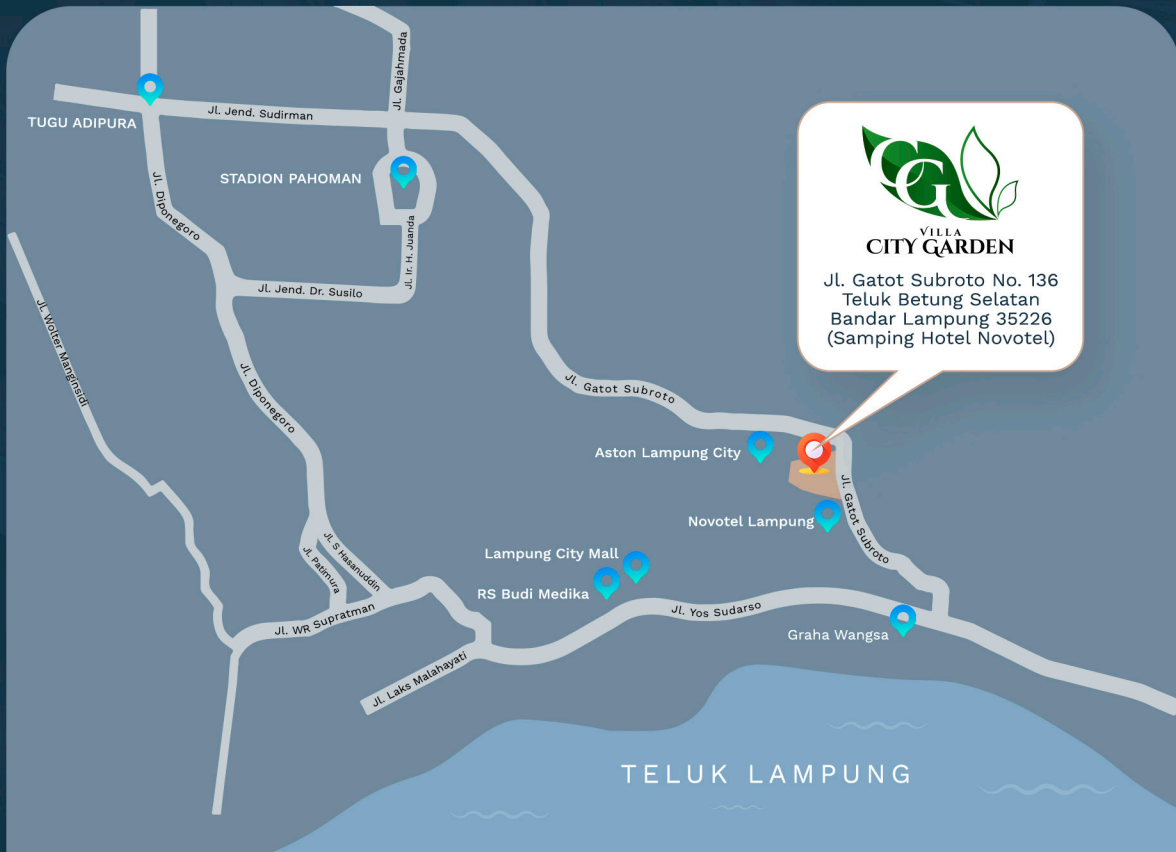 Jl. Gajahmada
TUGU ADIPURA
Jl. Jend. Sudirman
STADION PAHOMAN
Jl. Diponegoro
Jl. Ir. H. Juanda
Jl. Jend. Dr. Susilo
CG
VILLA
CITY GARDEN
Jl. Gatot Subroto No. 136
Teluk Betung Selatan
Bandar Lampung 35226
(Samping Hotel Novotel)
Jl. Wolter Manginsidi
Jl. Diponegoro
Jl. Gatot Subroto
Aston Lampung City
Novotel Lampung
Jl. Gatot Subroto
Lampung City Mall
RS Budi Medika
Jl. S Hasanuddin
Jl. Patimura
Jl. WR Supratman
Jl. Yos Sudarso
Graha Wangsa
Jl. Laks Malahayati
TELUK LAMPUNG